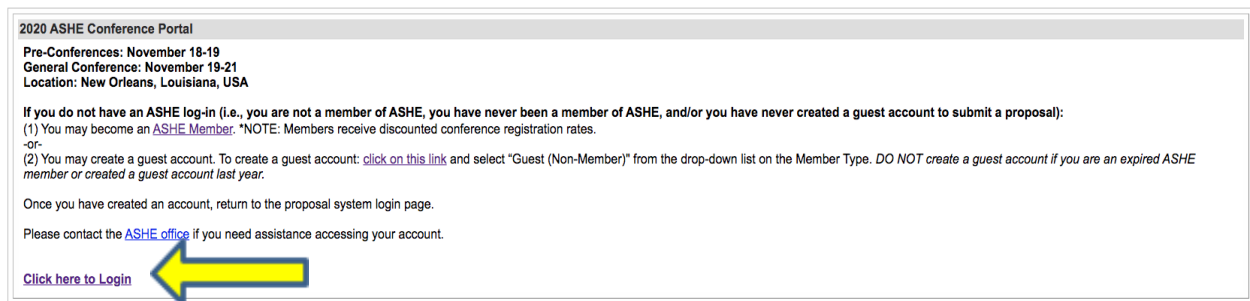 2020 ASHE Conference Portal
Pre-Conferences: November 18-19
General Conference: November 19-21
Location: New Orleans, Louisiana, USA
If you do not have an ASHE log-in (i.e., you are not a member of ASHE, you have never been a member of ASHE, and/or you have never created a guest account to submit a proposal):
(1) You may become an ASHE Member. *NOTE: Members receive discounted conference registration rates.
-or-
(2) You may create a guest account. To create a guest account: click on this link and select "Guest (Non-Member)" from the drop-down list on the Member Type. DO NOT create a guest account if you are an expired ASHE
member or created a guest account last year.
Once you have created an account, return to the proposal system login page.
Please contact the ASHE office if you need assistance accessing your account.
Click here to Login